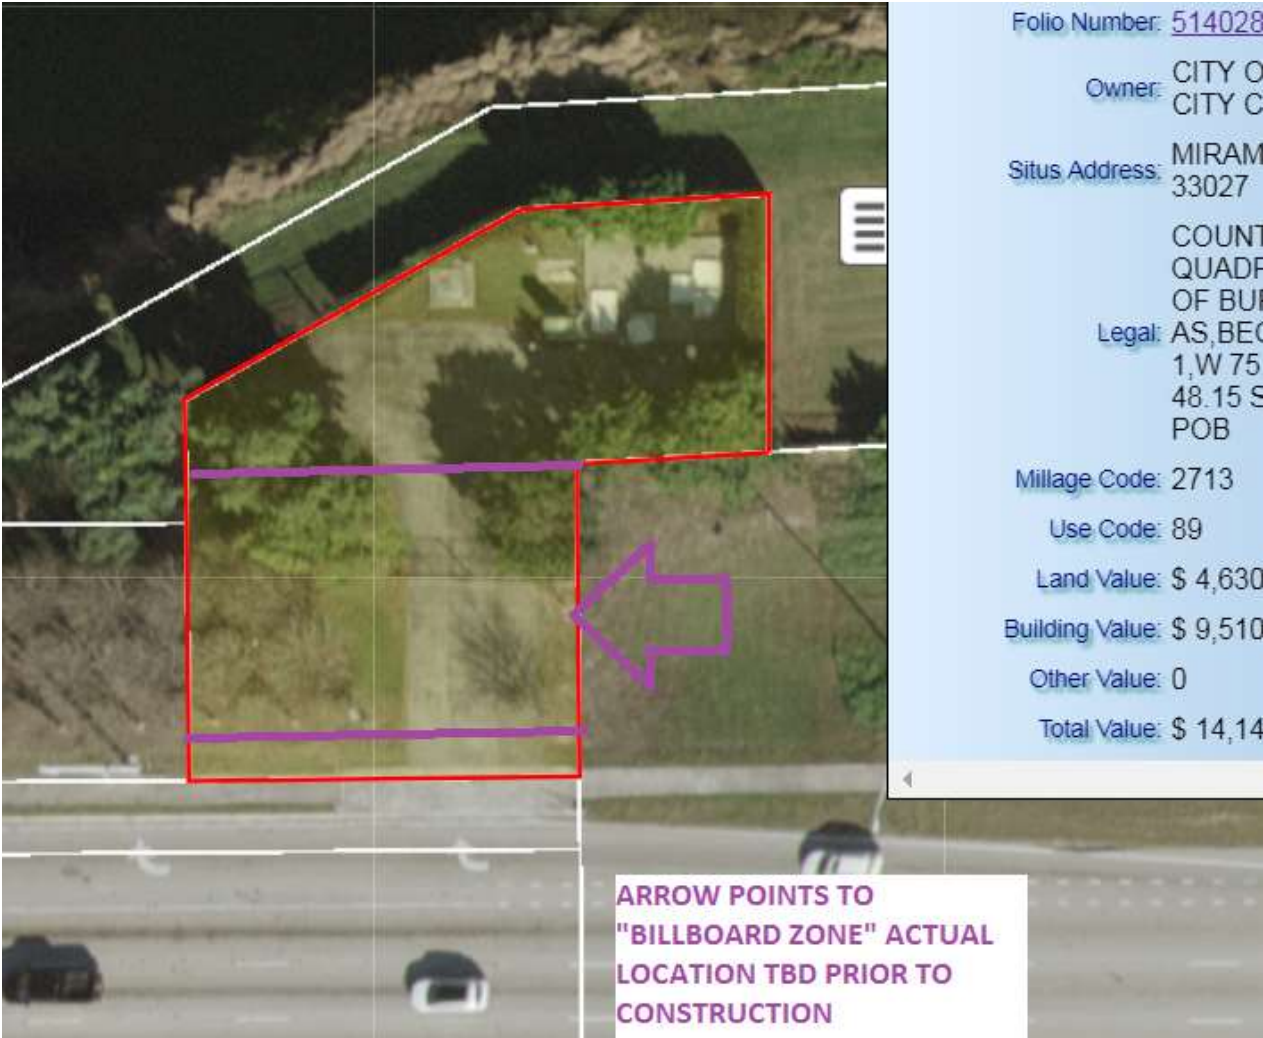 Folio Number: 514028
Owner: CITY O
CITY C
Situs Address: MIRAM
33027
COUNT
QUADR
OF BUF
Legal: AS,BEG
1,W 75
48.15 S
POB
Millage Code: 2713
Use Code: 89
Land Value: $ 4,630
Building Value: $ 9,510
Other Value: 0
Total Value: $ 14,14
ARROW POINTS TO
"BILLBOARD ZONE" ACTUAL
LOCATION TBD PRIOR TO
CONSTRUCTION